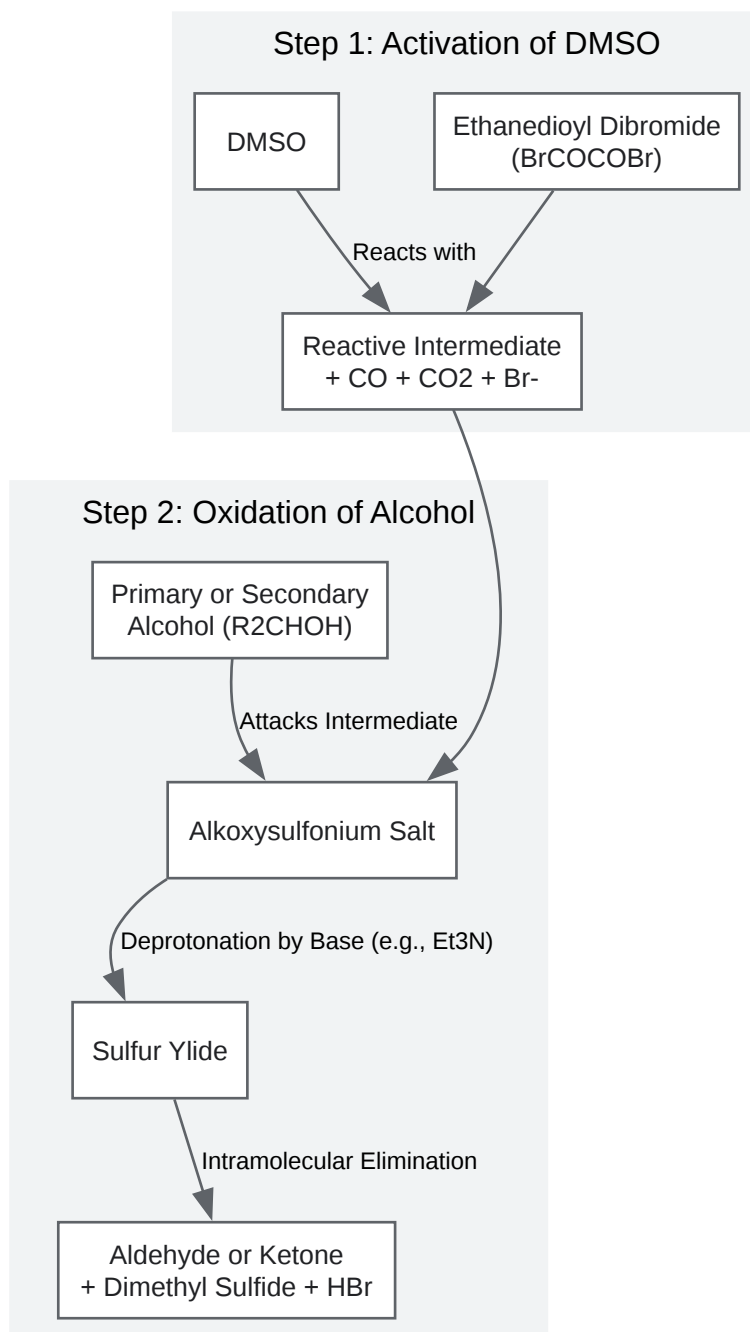 Step 1: Activation of DMSO
DMSO
Ethanedioyl Dibromide
(BrCOCOBr)
Reacts with
Reactive Intermediate
+ CO + CO2 + Br-
Step 2: Oxidation of Alcohol
Primary or Secondary
Alcohol (R2CHOH)
Attacks Intermediate
Alkoxysulfonium Salt
Deprotonation by Base (e.g., Et3N)
Sulfur Ylide
Intramolecular Elimination
Aldehyde or Ketone
+ Dimethyl Sulfide + HBr